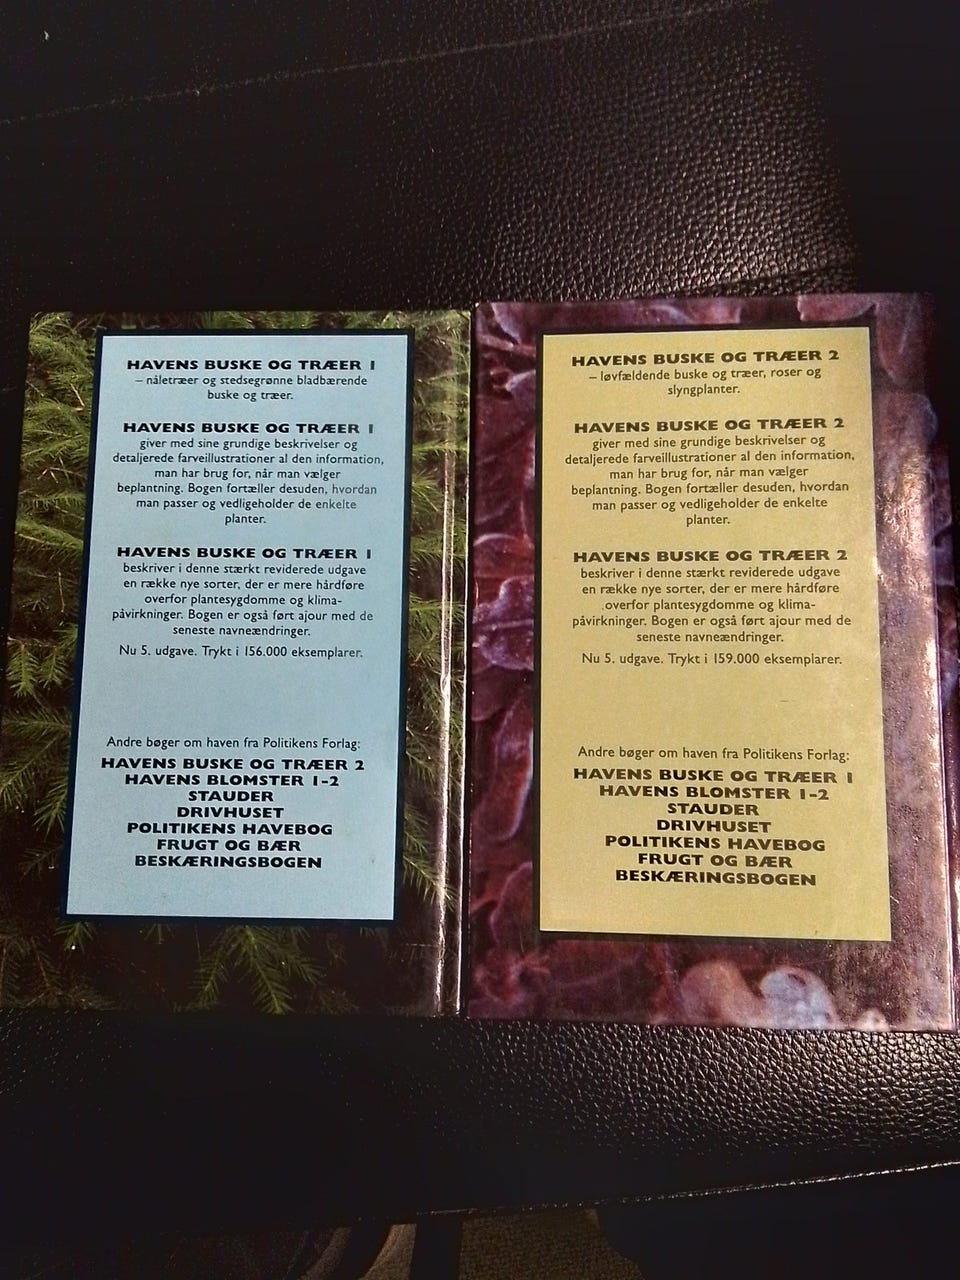 HAVENS BUSKE OG TRÆER 1
– nåletræer og stedsegrønne bladbærende
buske og træer.
HAVENS BUSKE OG TRÆER 1
giver med sine grundige beskrivelser og
detaljerede farveillustrationer al den information,
man har brug for, når man vælger
beplantning. Bogen fortæller desuden, hvordan
man passer og vedligeholder de enkelte
planter.
HAVENS BUSKE OG TRÆER 1
beskriver i denne stærkt reviderede udgave
en række nye sorter, der er mere hårdføre
overfor plantesygdomme og klima-
påvirkninger. Bogen er også ført ajour med de
seneste navneændringer.
Nu 5. udgave. Trykt i 156.000 eksemplarer.
Andre bøger om haven fra Politikens Forlag:
HAVENS BUSKE OG TRÆER 2
HAVENS BLOMSTER 1-2
STAUDER
DRIVHUSET
POLITIKENS HAVEBOG
FRUGT OG BÆR
BESKÆRINGSBOGEN
HAVENS BUSKE OG TRÆER 2
– løvfældende buske og træer, roser og
slyngplanter.
HAVENS BUSKE OG TRÆER 2
giver med sine grundige beskrivelser og
detaljerede farveillustrationer al den information,
man har brug for, når man vælger
beplantning. Bogen fortæller desuden, hvordan
man passer og vedligeholder de enkelte
planter.
HAVENS BUSKE OG TRÆER 2
beskriver i denne stærkt reviderede udgave
en række nye sorter, der er mere hårdføre
overfor plantesygdomme og klima-
påvirkninger. Bogen er også ført ajour med de
seneste navneændringer.
Nu 5. udgave. Trykt i 159.000 eksemplarer.
Andre bøger om haven fra Politikens Forlag:
HAVENS BUSKE OG TRÆER 1
HAVENS BLOMSTER 1-2
STAUDER
DRIVHUSET
POLITIKENS HAVEBOG
FRUGT OG BÆR
BESKÆRINGSBOGEN